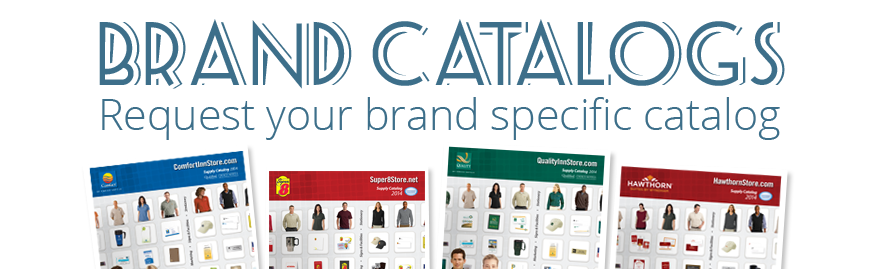 BRAND CATALOGS
Request your brand specific catalog
ComfortInnStore.com
Supply Catalog 2014
Super8Store.net
Supply Catalog
2014
QUALITY
QualityInnStore.com
Supply Catalog 2014
HAWTHORN
HawthornStore.com
Supply Catalog
2014